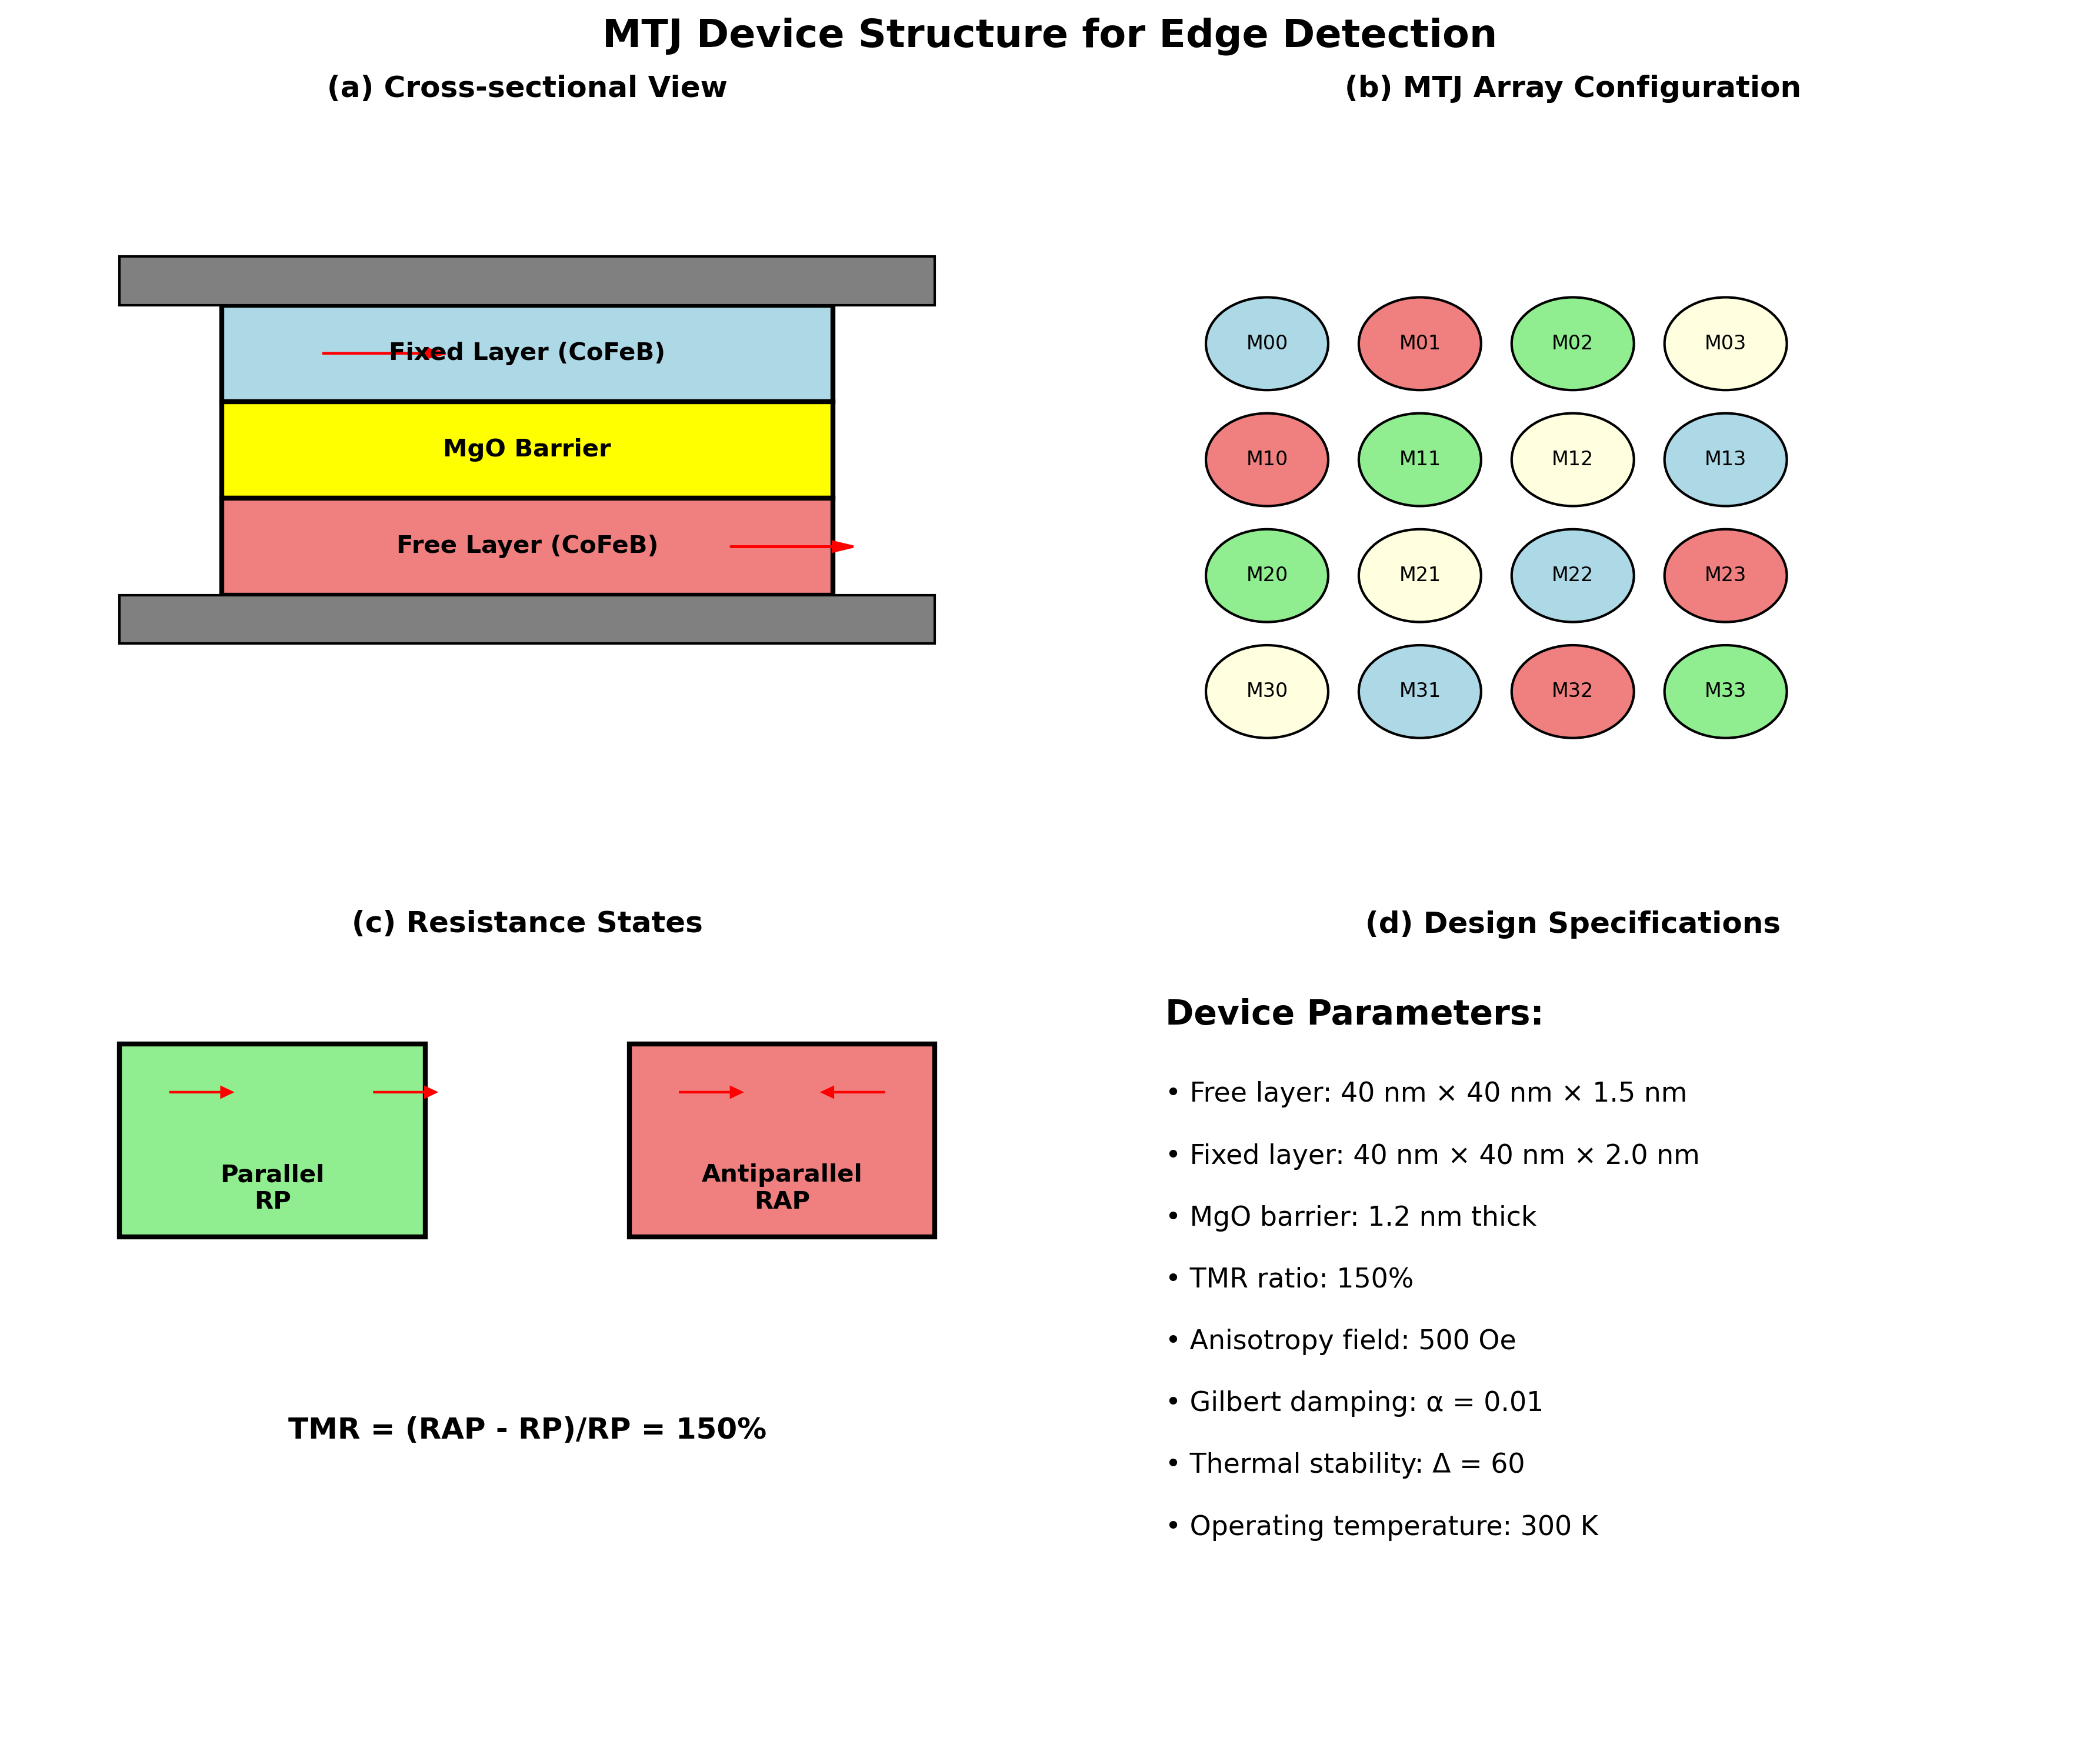 MTJ Device Structure for Edge Detection
(a) Cross-sectional View
Fixed Layer (CoFeB)
MgO Barrier
Free Layer (CoFeB)
(b) MTJ Array Configuration
M00 M01 M02 M03
M10 M11 M12 M13
M20 M21 M22 M23
M30 M31 M32 M33
(c) Resistance States
Parallel
RP
Antiparallel
RAP
TMR = (RAP - RP)/RP = 150%
(d) Design Specifications
Device Parameters:
• Free layer: 40 nm × 40 nm × 1.5 nm
• Fixed layer: 40 nm × 40 nm × 2.0 nm
• MgO barrier: 1.2 nm thick
• TMR ratio: 150%
• Anisotropy field: 500 Oe
• Gilbert damping: α = 0.01
• Thermal stability: Δ = 60
• Operating temperature: 300 K